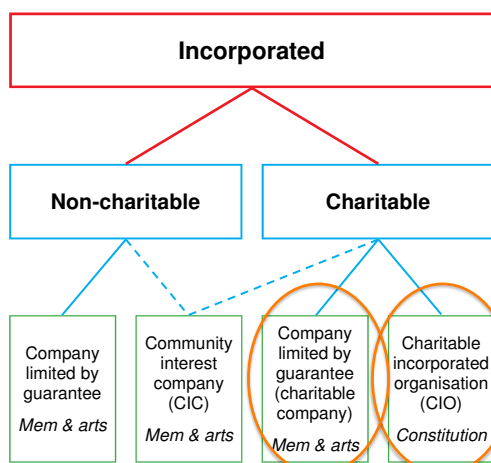 Incorporated
Non-charitable
Charitable
Company
limited by
guarantee
Mem & arts
Community
interest
company
(CIC)
Mem & arts
Company
limited by
guarantee
(charitable
company)
Mem & arts
Charitable
incorporated
organisation
(CIO)
Constitution